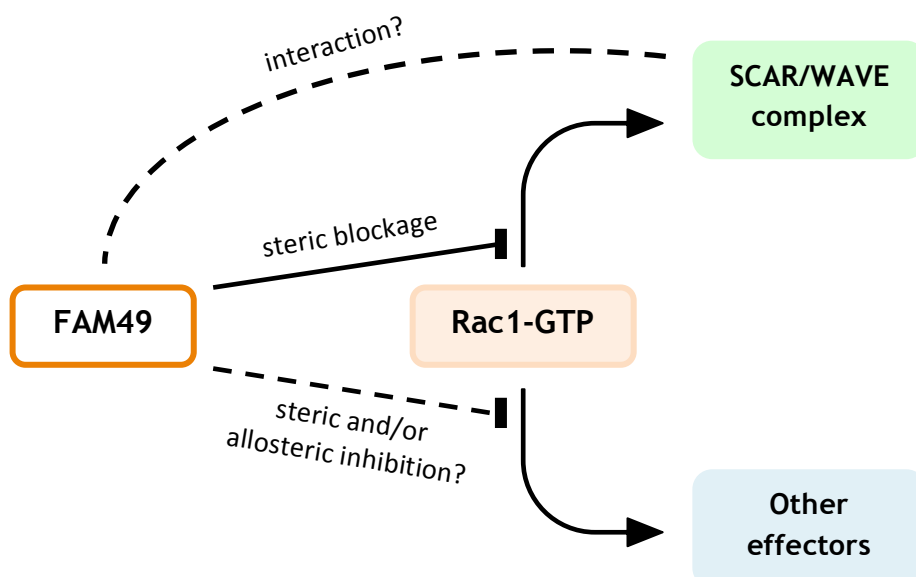 interaction?
SCAR/WAVE
complex
steric blockage
FAM49
Rac1-GTP
steric and/or
allosteric inhibition?
Other
effectors